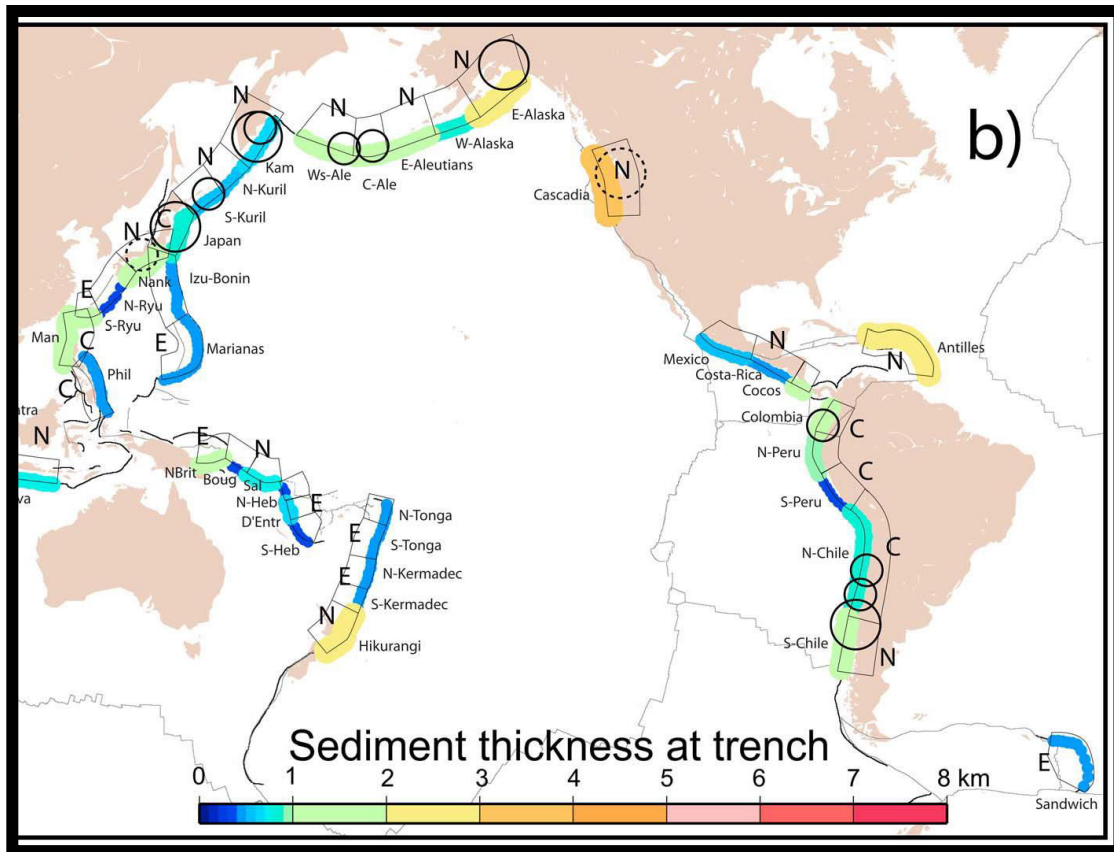 b)
N
N
N
N
E-Alaska
W-Alaska
E-Aleutians
C-Ale
Ws-Ale
Kam
N-Kuril
S-Kuril
N
C
Japan
N
Nank
Izu-Bonin
E
N-Ryu
S-Ryu
Man
C
E
Marianas
Phil
C
ntra
N
va
N
Cascadia
N
Mexico
Costa-Rica
Cocos
Antilles
N
Colombia
C
N-Peru
C
S-Peru
N-Chile
C
S-Chile
N
E
N
NBrit
Boug
Sal
N-Heb
D'Entr
E
S-Heb
N-Tonga
E
S-Tonga
N-Kermadec
E
S-Kermadec
N
Hikurangi
E
Sandwich
Sediment thickness at trench
0 1 2 3 4 5 6 7 8 km